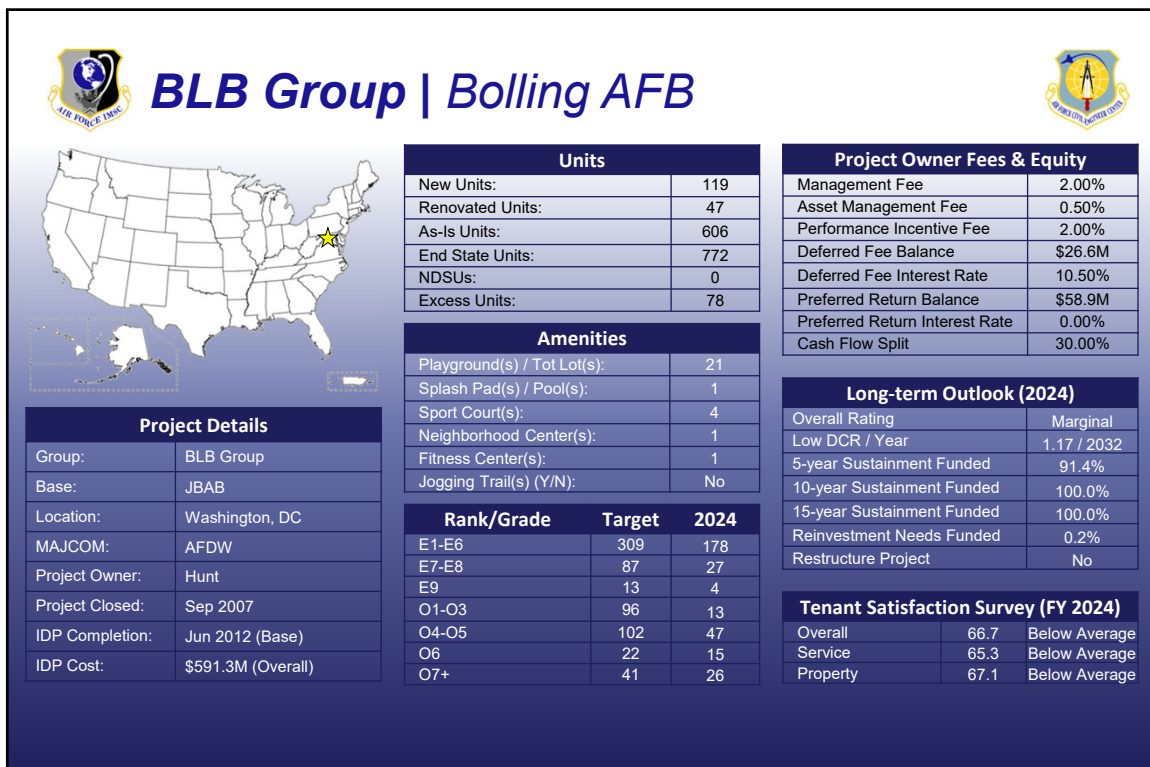 BLB Group | Bolling AFB
AIR FORCE IMSC
AIR FORCE CIVIL ENGINEER CENTER
Project Details
Group: BLB Group
Base: JBAB
Location: Washington, DC
MAJCOM: AFDW
Project Owner: Hunt
Project Closed: Sep 2007
IDP Completion: Jun 2012 (Base)
IDP Cost: $591.3M (Overall)
Units
New Units: 119
Renovated Units: 47
As-Is Units: 606
End State Units: 772
NDSUs: 0
Excess Units: 78
Amenities
Playground(s) / Tot Lot(s): 21
Splash Pad(s) / Pool(s): 1
Sport Court(s): 4
Neighborhood Center(s): 1
Fitness Center(s): 1
Jogging Trail(s) (Y/N): No
Rank/Grade Target 2024
E1-E6 309 178
E7-E8 87 27
E9 13 4
O1-O3 96 13
O4-O5 102 47
O6 22 15
O7+ 41 26
Project Owner Fees & Equity
Management Fee 2.00%
Asset Management Fee 0.50%
Performance Incentive Fee 2.00%
Deferred Fee Balance $26.6M
Deferred Fee Interest Rate 10.50%
Preferred Return Balance $58.9M
Preferred Return Interest Rate 0.00%
Cash Flow Split 30.00%
Long-term Outlook (2024)
Overall Rating Marginal
Low DCR / Year 1.17 / 2032
5-year Sustainment Funded 91.4%
10-year Sustainment Funded 100.0%
15-year Sustainment Funded 100.0%
Reinvestment Needs Funded 0.2%
Restructure Project No
Tenant Satisfaction Survey (FY 2024)
Overall 66.7 Below Average
Service 65.3 Below Average
Property 67.1 Below Average